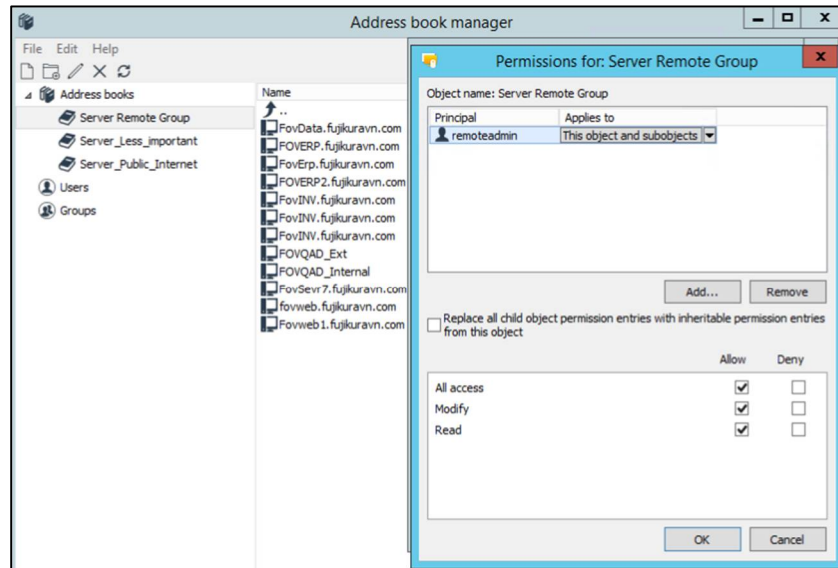 Address book manager
File Edit Help
Address books
Server Remote Group
Server_Less_important
Server_Public_Internet
Users
Groups
Name
..
FovData.fujikuravn.com
FOVERP.fujikuravn.com
FovErp.fujikuravn.com
FOVERP2.fujikuravn.com
FovINV.fujikuravn.com
FovINV.fujikuravn.com
FovINV.fujikuravn.com
FOVQAD_Ext
FOVQAD_Internal
FovSevr7.fujikuravn.com
fovweb.fujikuravn.com
Fovweb1.fujikuravn.com
Permissions for: Server Remote Group
Object name: Server Remote Group
Principal Applies to
remoteadmin This object and subobjects
Add... Remove
Replace all child object permission entries with inheritable permission entries
from this object
Allow Deny
All access
Modify
Read
OK Cancel